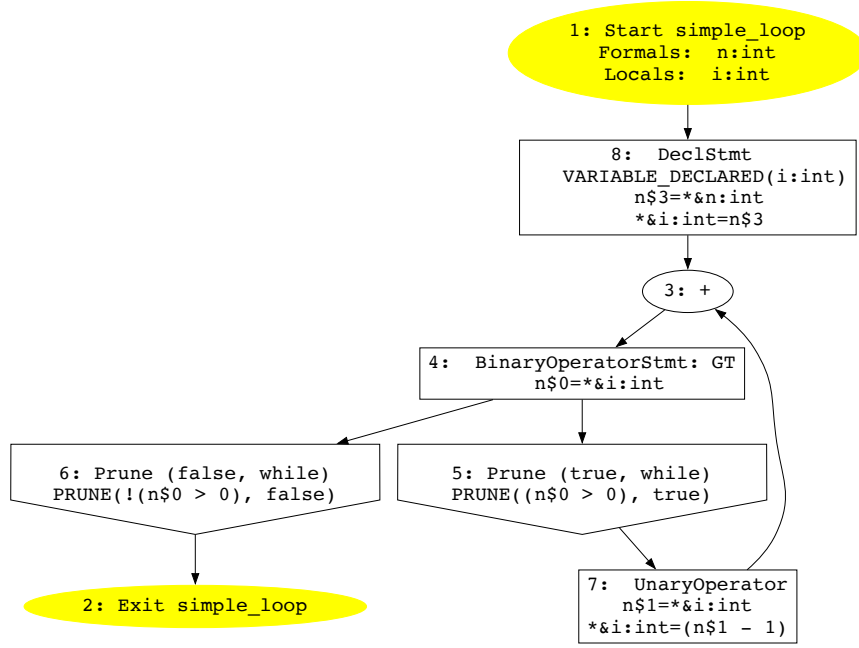 1: Start simple_loop
Formals: n:int
Locals: i:int
8: DeclStmt
VARIABLE_DECLARED(i:int)
n$3=*&n:int
*&i:int=n$3
3: +
4: BinaryOperatorStmt: GT
n$0=*&i:int
6: Prune (false, while)
PRUNE(!(n$0 > 0), false)
5: Prune (true, while)
PRUNE((n$0 > 0), true)
2: Exit simple_loop
7: UnaryOperator
n$1=*&i:int
*&i:int=(n$1 - 1)